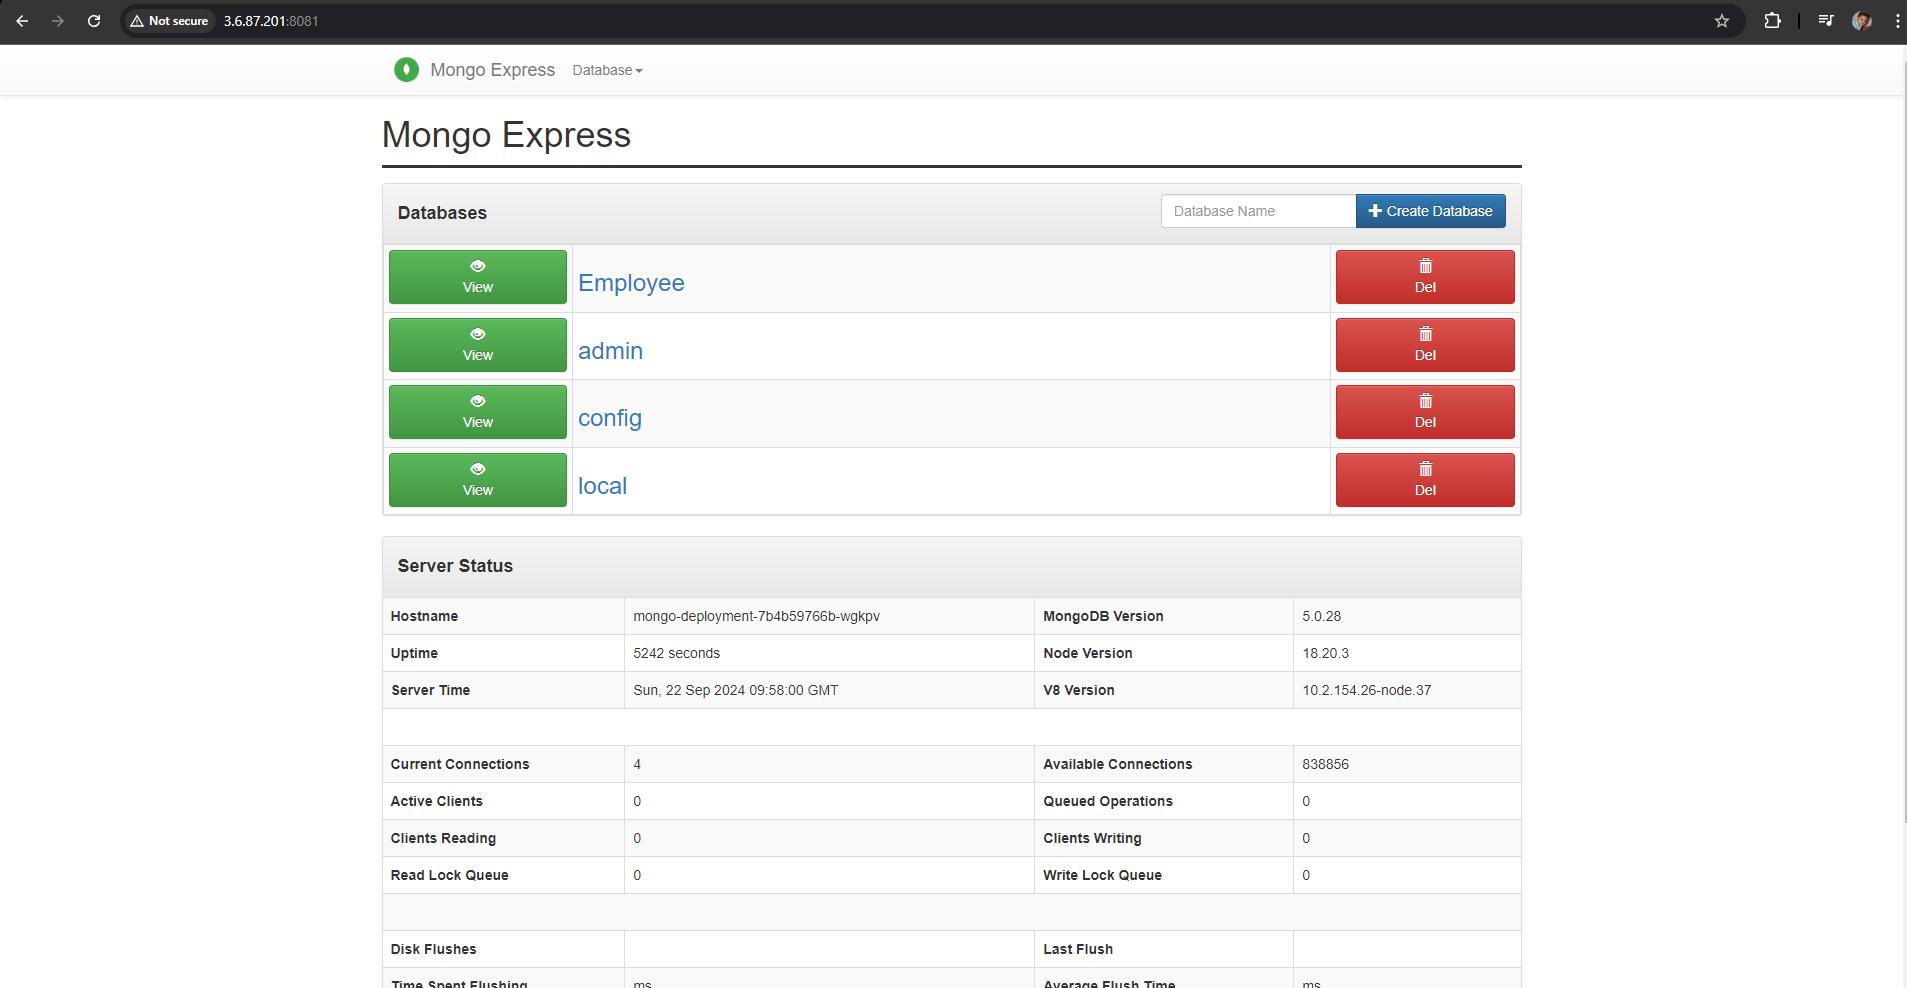 Not secure 3.6.87.201:8081
Mongo Express Database
Mongo Express
Databases Database Name Create Database
View Employee Del
View admin Del
View config Del
View local Del
Server Status
Hostname mongo-deployment-7b4b59766b-wgkpv MongoDB Version 5.0.28
Uptime 5242 seconds Node Version 18.20.3
Server Time Sun, 22 Sep 2024 09:58:00 GMT V8 Version 10.2.154.26-node.37
Current Connections 4 Available Connections 838856
Active Clients 0 Queued Operations 0
Clients Reading 0 Clients Writing 0
Read Lock Queue 0 Write Lock Queue 0
Disk Flushes Last Flush
Time Spent Flushing ms Average Flush Time ms